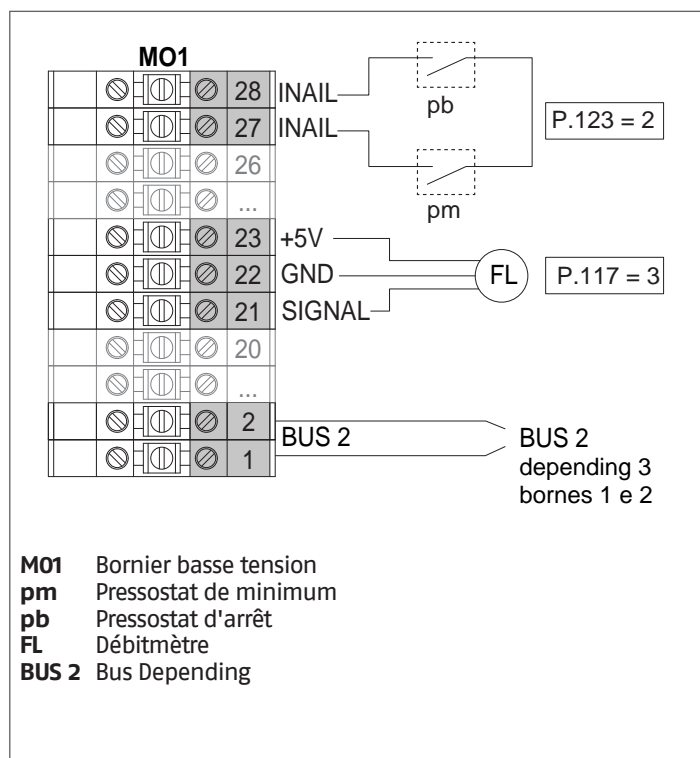 MO1
28 INAIL
pb
27 INAIL
P.123 = 2
26
pm
...
23 +5V
22 GND
FL
P.117 = 3
21 SIGNAL
20
...
2
BUS 2
1
BUS 2
depending 3
bornes 1 e 2
MO1 Bornier basse tension
pm Pressostat de minimum
pb Pressostat d'arrêt
FL Débitmètre
BUS 2 Bus Depending